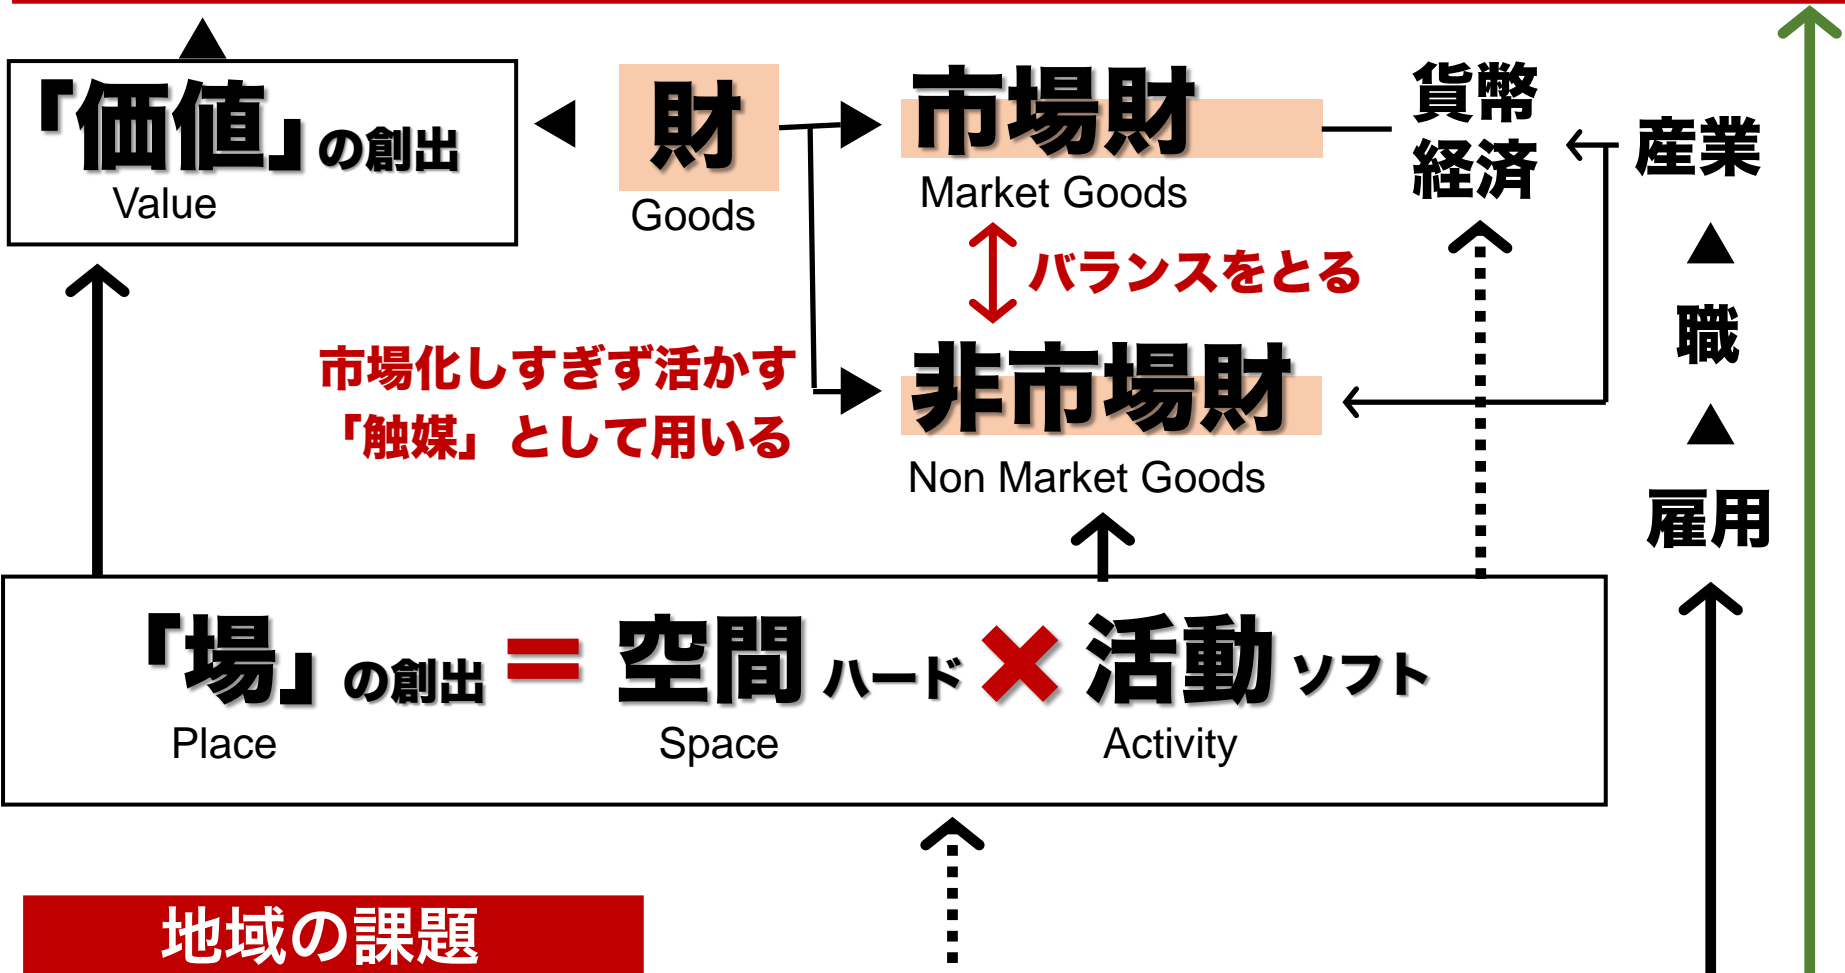 「価値」の創出
Value
財
Goods
市場財
Market Goods
貨幣
経済
産業
バランスをとる
職
市場化しすぎず活かす
「触媒」として用いる
非市場財
Non Market Goods
雇用
「場」の創出 = 空間 ハード × 活動 ソフト
Place
Space
Activity
地域の課題